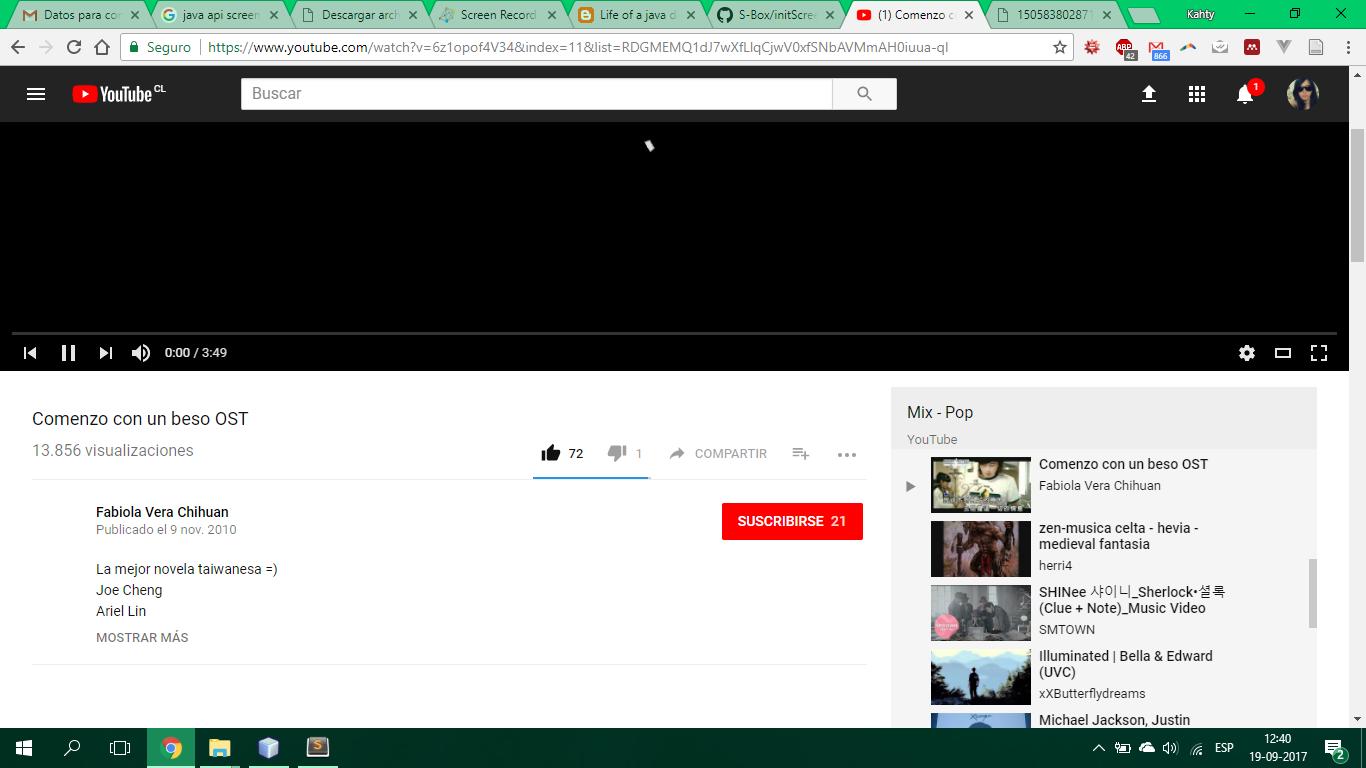 Datos para cor
java api screen
Descargar arch
Screen Record
Life of a java d
S-Box/initScree
(1) Comenzo c
15058380287
Kahty
Seguro
https://www.youtube.com/watch?v=6z1opof4V34&index=11&list=RDGMEMQ1dJ7wXfLlqCjwV0xfSNbAVMmAH0iuua-qI
ABP
42
866
YouTube CL
Buscar
1
0:00 / 3:49
Comenzo con un beso OST
13.856 visualizaciones
72
1
COMPARTIR
Fabiola Vera Chihuan
Publicado el 9 nov. 2010
SUSCRIBIRSE 21
La mejor novela taiwanesa =)
Joe Cheng
Ariel Lin
MOSTRAR MÁS
Mix - Pop
YouTube
Comenzo con un beso OST
Fabiola Vera Chihuan
zen-musica celta - hevia -
medieval fantasia
herri4
SHINee 샤이니_Sherlock•셜록
(Clue + Note)_Music Video
SMTOWN
Illuminated | Bella & Edward
(UVC)
xXButterflydreams
Michael Jackson, Justin
ESP
12:40
19-09-2017
2